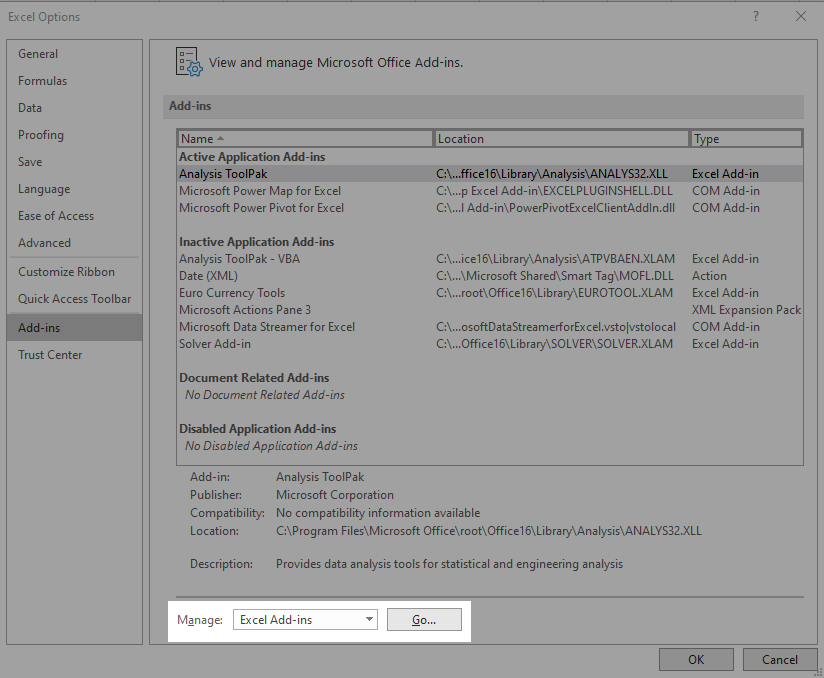 Excel Options
General
Formulas
Data
Proofing
Save
Language
Ease of Access
Advanced
Customize Ribbon
Quick Access Toolbar
Add-ins
Trust Center
View and manage Microsoft Office Add-ins.
Add-ins
Name Location Type
Active Application Add-ins
Analysis ToolPak C:\...ffice16\Library\Analysis\ANALYS32.XLL Excel Add-in
Microsoft Power Map for Excel C:\...p Excel Add-in\EXCELPLUGINSHELL.DLL COM Add-in
Microsoft Power Pivot for Excel C:\...l Add-in\PowerPivotExcelClientAddIn.dll COM Add-in
Inactive Application Add-ins
Analysis ToolPak - VBA C:\...ice16\Library\Analysis\ATPVBAEN.XLAM Excel Add-in
Date (XML) C:\...\Microsoft Shared\Smart Tag\MOFL.DLL Action
Euro Currency Tools C:\...root\Office16\Library\EUROTOOL.XLAM Excel Add-in
Microsoft Actions Pane 3 XML Expansion Pack
Microsoft Data Streamer for Excel C:\...osoftDataStreamerforExcel.vsto|vstolocal COM Add-in
Solver Add-in C:\...Office16\Library\SOLVER\SOLVER.XLAM Excel Add-in
Document Related Add-ins
No Document Related Add-ins
Disabled Application Add-ins
No Disabled Application Add-ins
Add-in: Analysis ToolPak
Publisher: Microsoft Corporation
Compatibility: No compatibility information available
Location: C:\Program Files\Microsoft Office\root\Office16\Library\Analysis\ANALYS32.XLL
Description: Provides data analysis tools for statistical and engineering analysis
Manage: Excel Add-ins Go...
OK Cancel